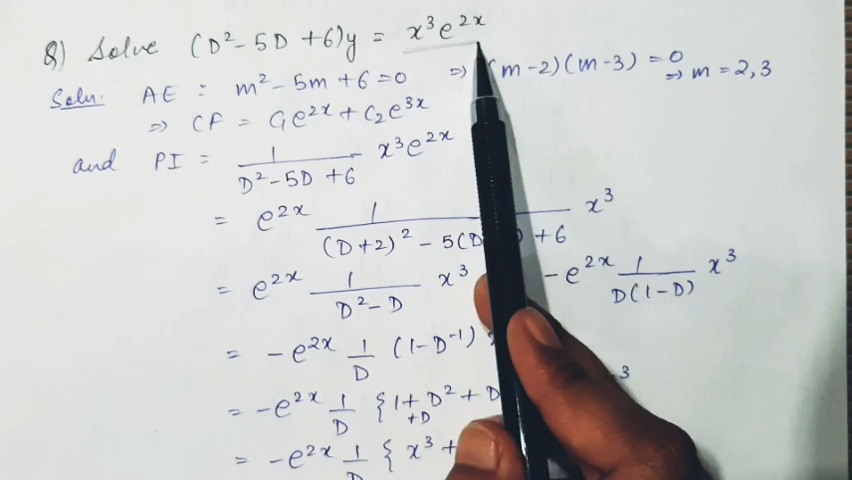 Q) Solve (D² - 5D + 6)y = x³e²ˣ
Soln. AE : m² - 5m + 6 = 0 ⇒ (m - 2)(m - 3) = 0
⇒ m = 2, 3
⇒ CF = C₁e²ˣ + C₂e³ˣ
and PI = 1/(D² - 5D + 6) x³e²ˣ
= e²ˣ 1/((D+2)² - 5(D + 6) x³
= e²ˣ 1/(D² - D) x³ - e²ˣ 1/(D(1-D)) x³
= -e²ˣ 1/D (1 - D⁻¹)
= -e²ˣ 1/D {1 + D² + D 3
+D
= -e²ˣ 1/D { x³ +